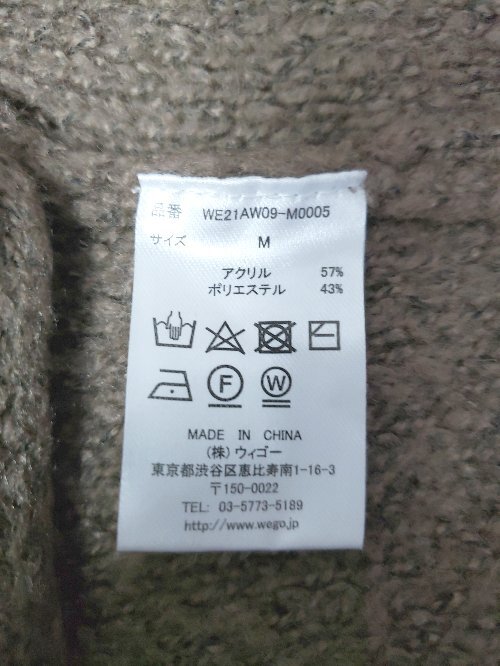 品番 WE21AW09-M0005
サイズ M
アクリル 57%
ポリエステル 43%
F W
MADE IN CHINA
(株)ウィゴー
東京都渋谷区恵比寿南1-16-3
〒150-0022
TEL: 03-5773-5189
http://www.wego.jp